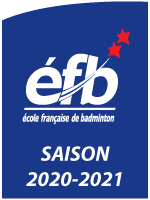 éfb
école française de badminton
SAISON
2020-2021